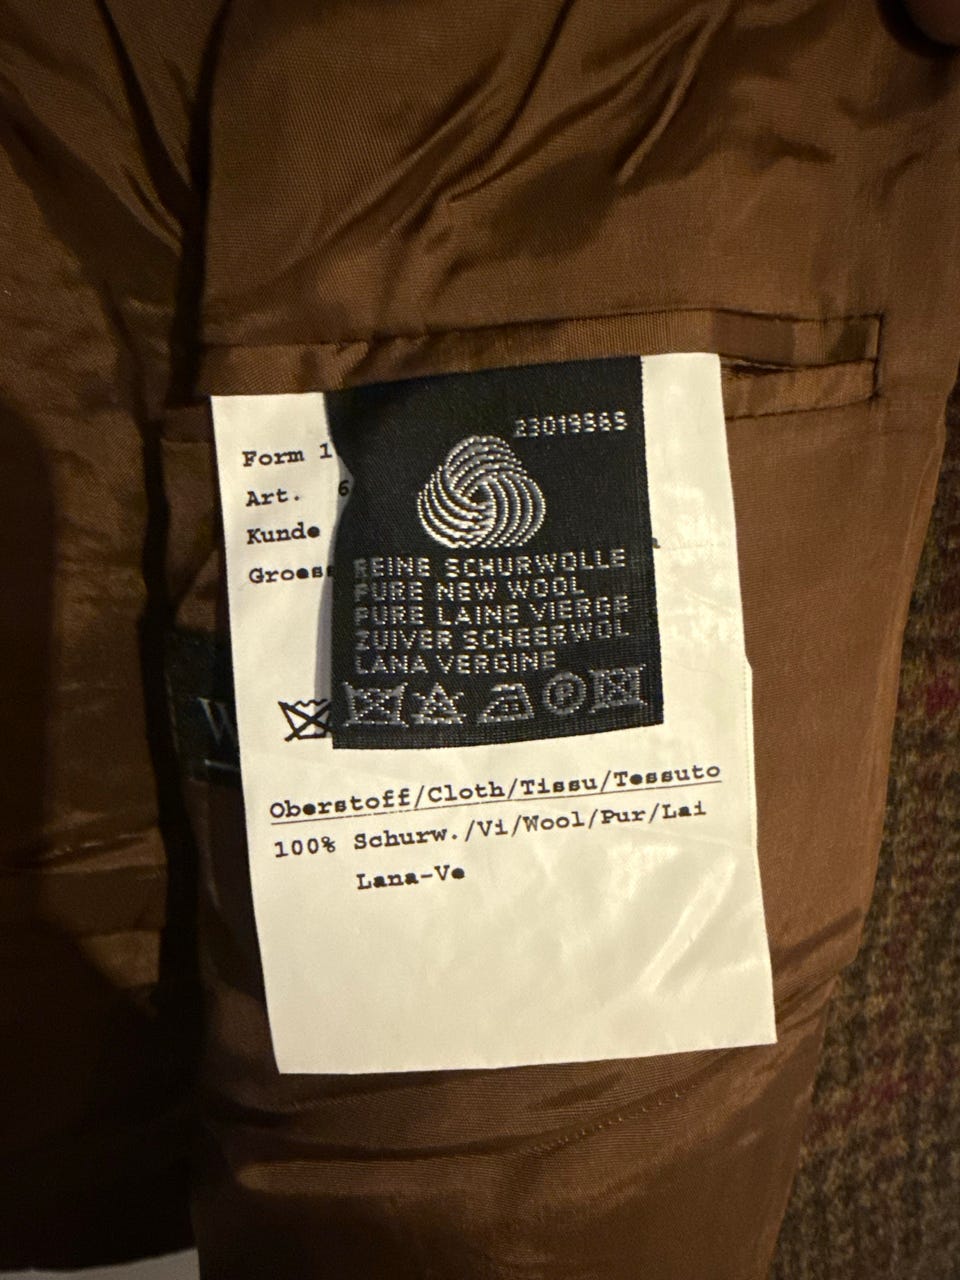 23019565
REINE SCHURWOLLE
PURE NEW WOOL
PURE LAINE VIERGE
ZUIVER SCHEERWOL
LANA VERGINE
P
Form 1
Art. 6
Kunde
Groess
W
Oberstoff/Cloth/Tissu/Tessuto
100% Schurw./Vi/Wool/Pur/Lai
Lana-Ve